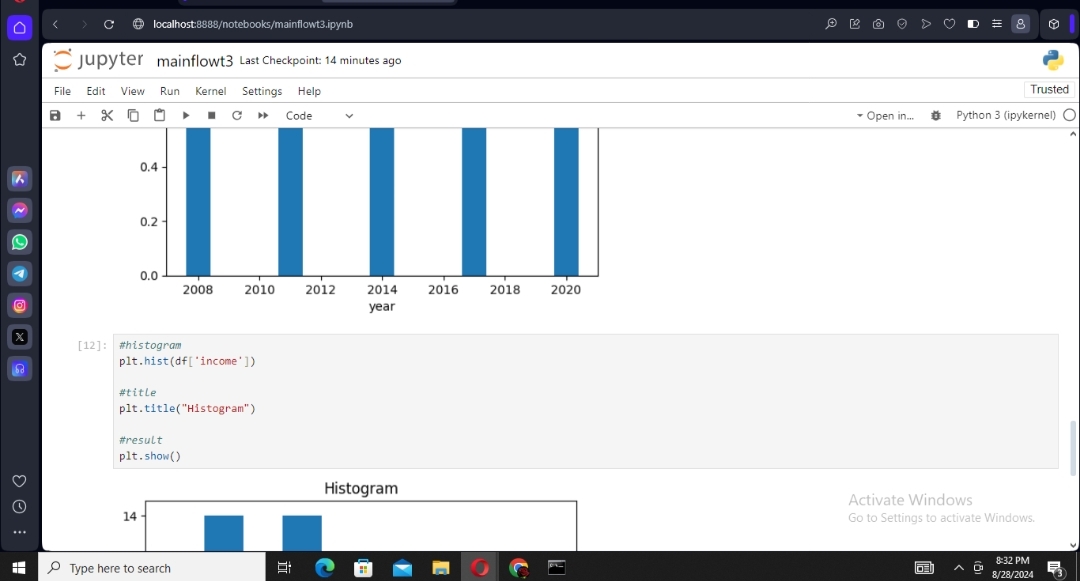 localhost:8888/notebooks/mainflowt3.ipynb
jupyter mainflowt3 Last Checkpoint: 14 minutes ago
File Edit View Run Kernel Settings Help
Trusted
Code
Open in...
Python 3 (ipykernel)
0.4
0.2
0.0
2008 2010 2012 2014 2016 2018 2020
year
[12]:
#histogram
plt.hist(df['income'])
#title
plt.title("Histogram")
#result
plt.show()
Histogram
14
Activate Windows
Go to Settings to activate Windows.
Type here to search
8:32 PM
8/28/2024
3